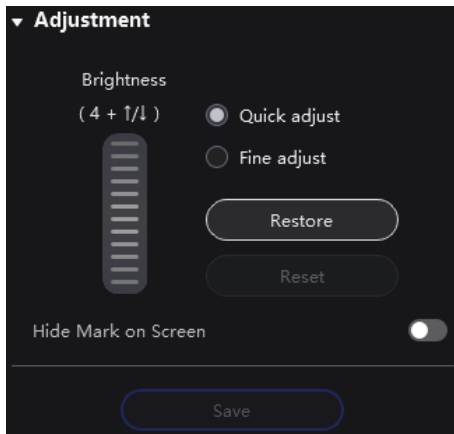 Adjustment
Brightness
( 4 + ↑/↓ )
Quick adjust
Fine adjust
Restore
Reset
Hide Mark on Screen
Save